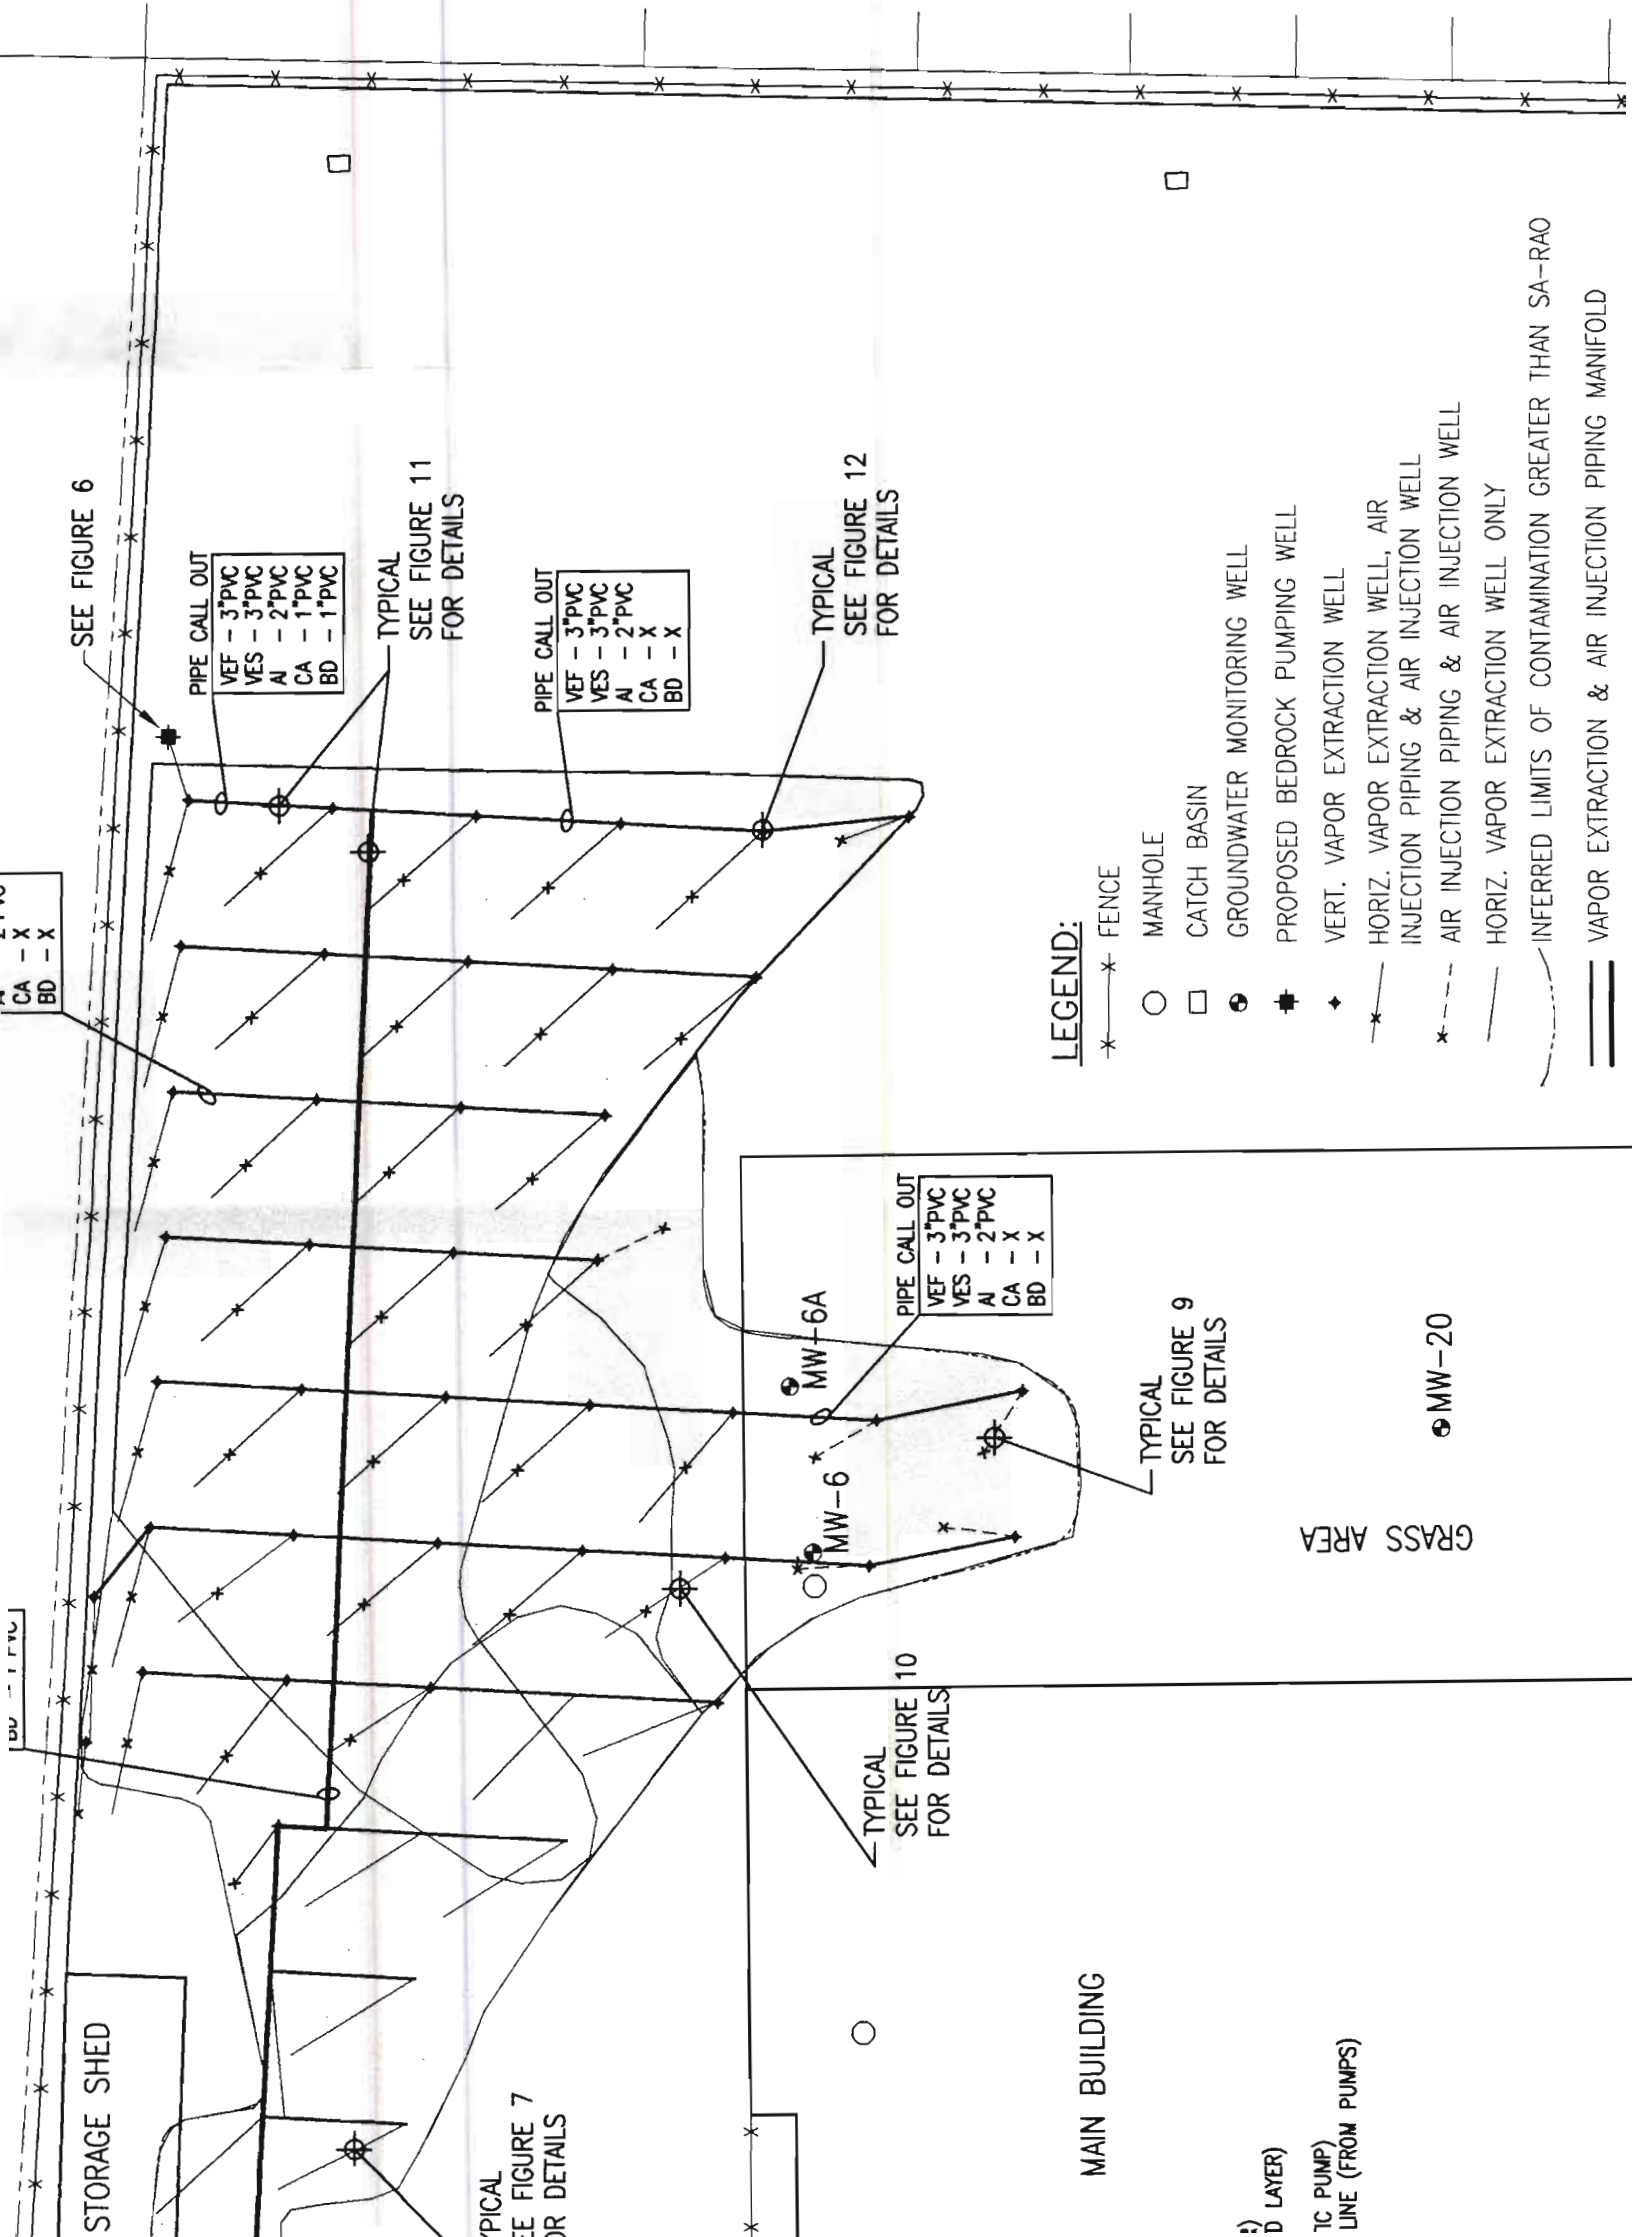 SEE FIGURE 6
PIPE CALL OUT
VEF - 3"PVC
VES - 3"PVC
AI - 2"PVC
CA - 1"PVC
BD - 1"PVC
TYPICAL
SEE FIGURE 11
FOR DETAILS
PIPE CALL OUT
VEF - 3"PVC
VES - 3"PVC
AI - 2"PVC
CA - X
BD - X
TYPICAL
SEE FIGURE 12
FOR DETAILS
CA - X
BD - X
LEGEND:
FENCE
MANHOLE
CATCH BASIN
GROUNDWATER MONITORING WELL
PROPOSED BEDROCK PUMPING WELL
VERT. VAPOR EXTRACTION WELL
HORIZ. VAPOR EXTRACTION WELL, AIR
INJECTION PIPING & AIR INJECTION WELL
AIR INJECTION PIPING & AIR INJECTION WELL
HORIZ. VAPOR EXTRACTION WELL ONLY
INFERRED LIMITS OF CONTAMINATION GREATER THAN SA-RAO
VAPOR EXTRACTION & AIR INJECTION PIPING MANIFOLD
MW-6A
PIPE CALL OUT
VEF - 3"PVC
VES - 3"PVC
AI - 2"PVC
CA - X
BD - X
MW-6
TYPICAL
SEE FIGURE 9
FOR DETAILS
MW-20
GRASS AREA
TYPICAL
SEE FIGURE 10
FOR DETAILS
STORAGE SHED
MAIN BUILDING
YPICAL
EE FIGURE 7
OR DETAILS
D LAYER)
TIC PUMP)
LINE (FROM PUMPS)